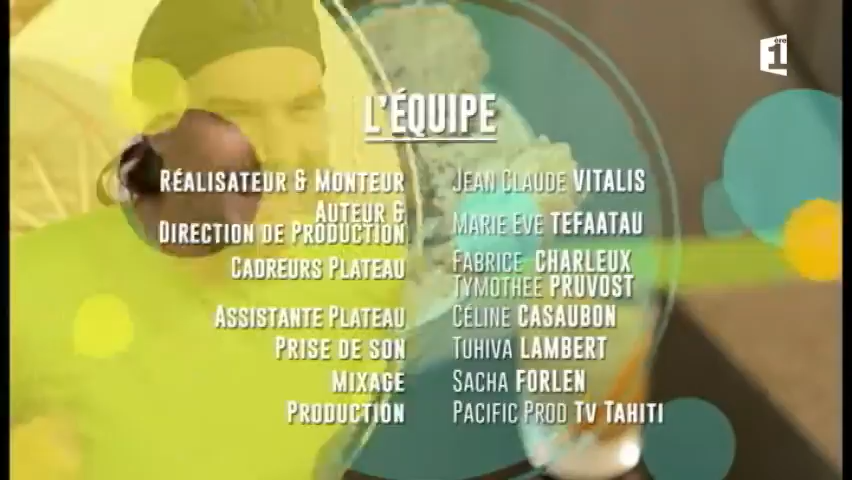 1ère
L'ÉQUIPE
RÉALISATEUR & MONTEUR JEAN CLAUDE VITALIS
AUTEUR &
DIRECTION DE PRODUCTION MARIE EVE TEFAATAU
CADREURS PLATEAU FABRICE CHARLEUX
TYMOTHEE PRUVOST
ASSISTANTE PLATEAU CÉLINE CASAUBON
PRISE DE SON TUHIVA LAMBERT
MIXAGE SACHA FORLEN
PRODUCTION PACIFIC PROD TV TAHITI